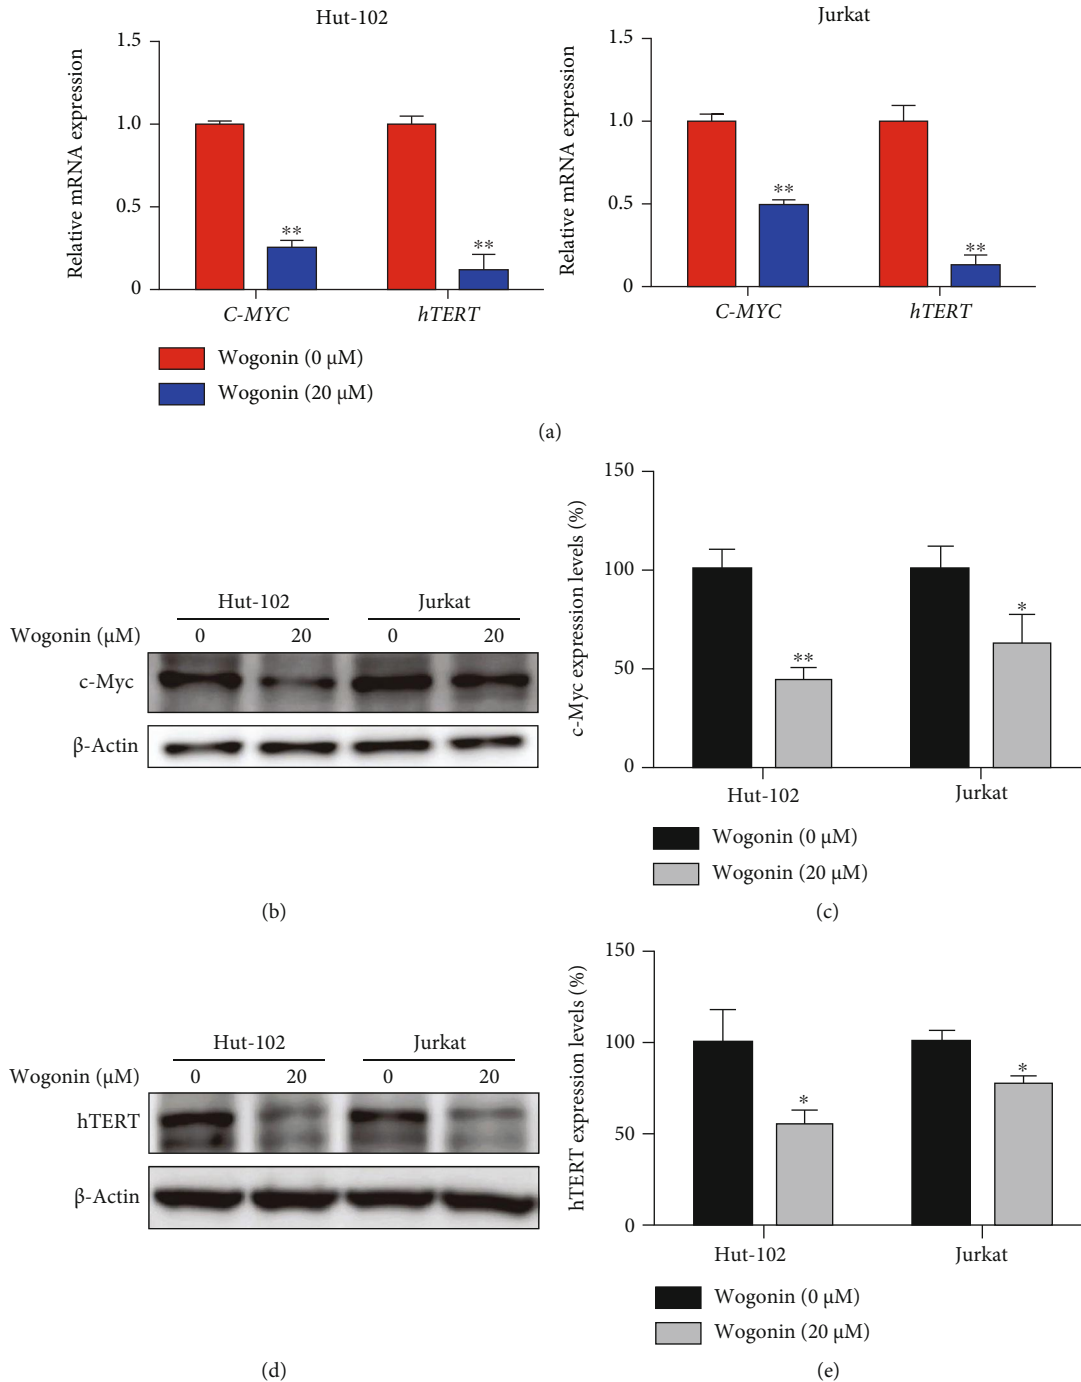 Hut-102
Relative mRNA expression
1.5
1.0
0.5
0
**
**
C-MYC
hTERT
Jurkat
Relative mRNA expression
1.5
1.0
0.5
0
**
**
C-MYC
hTERT
Wogonin (0 μM)
Wogonin (20 μM)
(a)
Hut-102
Jurkat
Wogonin (μM)
0
20
0
20
c-Myc
β-Actin
(b)
c-Myc expression levels (%)
150
100
50
0
**
*
Hut-102
Jurkat
Wogonin (0 μM)
Wogonin (20 μM)
(c)
Hut-102
Jurkat
Wogonin (μM)
0
20
0
20
hTERT
β-Actin
(d)
hTERT expression levels (%)
150
100
50
0
*
*
Hut-102
Jurkat
Wogonin (0 μM)
Wogonin (20 μM)
(e)